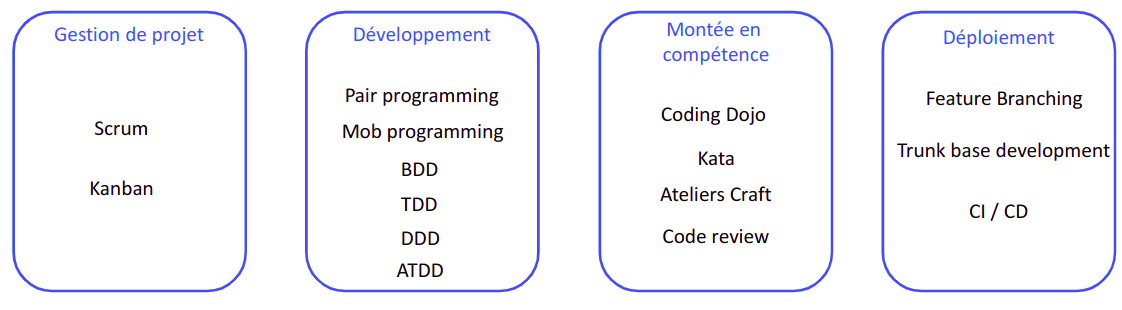 Gestion de projet
Scrum
Kanban
Développement
Pair programming
Mob programming
BDD
TDD
DDD
ATDD
Montée en
compétence
Coding Dojo
Kata
Ateliers Craft
Code review
Déploiement
Feature Branching
Trunk base development
CI / CD